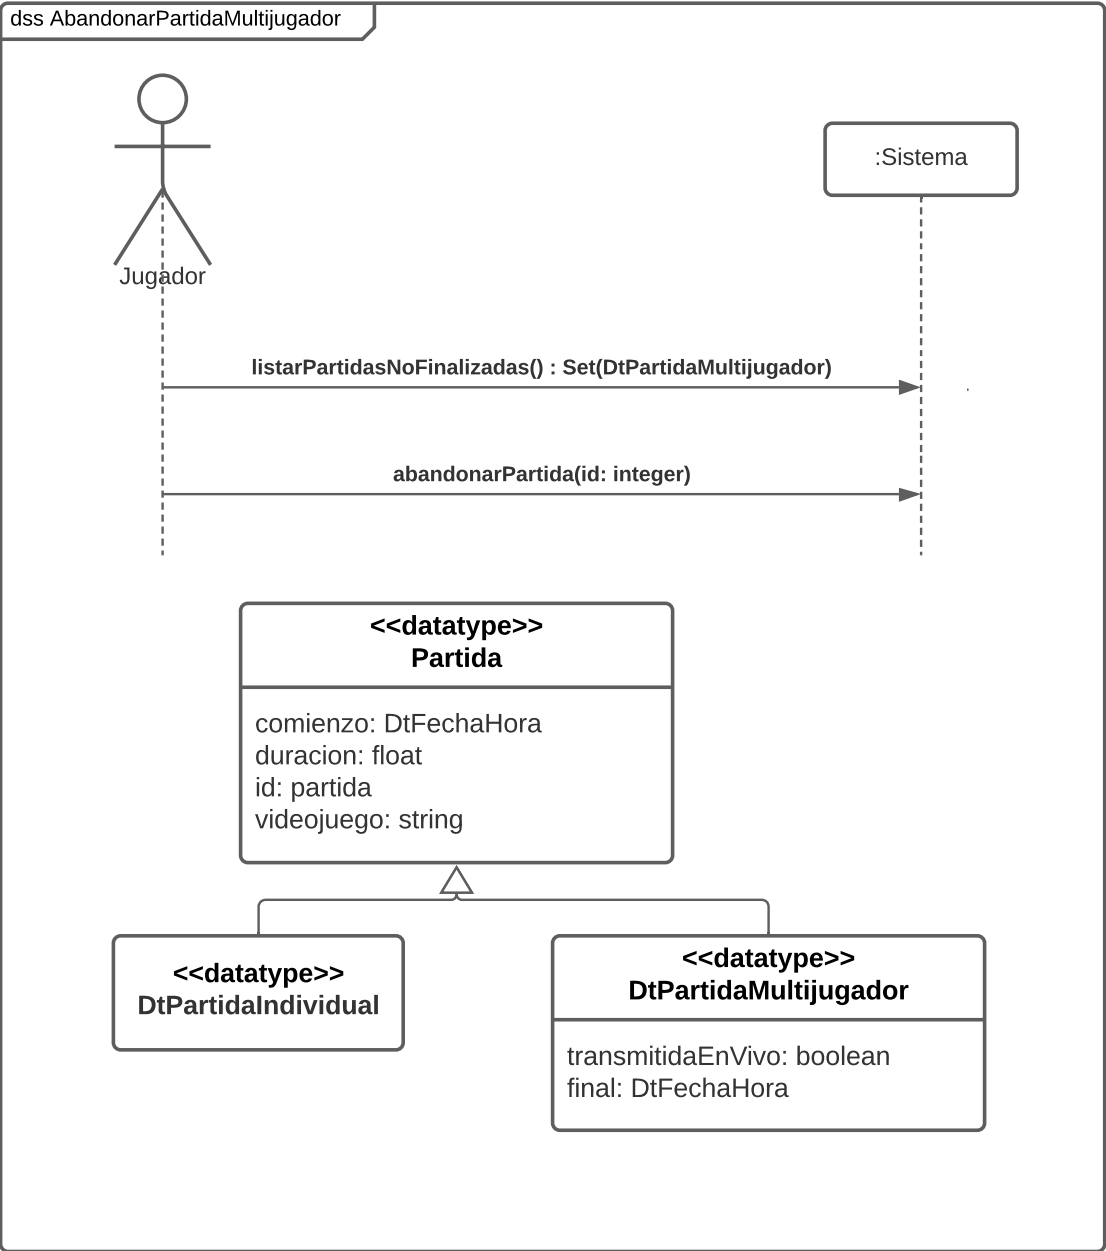 dss AbandonarPartidaMultijugador
:Sistema
Jugador
listarPartidasNoFinalizadas() : Set(DtPartidaMultijugador)
abandonarPartida(id: integer)
<<datatype>>
Partida
comienzo: DtFechaHora
duracion: float
id: partida
videojuego: string
<<datatype>>
DtPartidaIndividual
<<datatype>>
DtPartidaMultijugador
transmitidaEnVivo: boolean
final: DtFechaHora